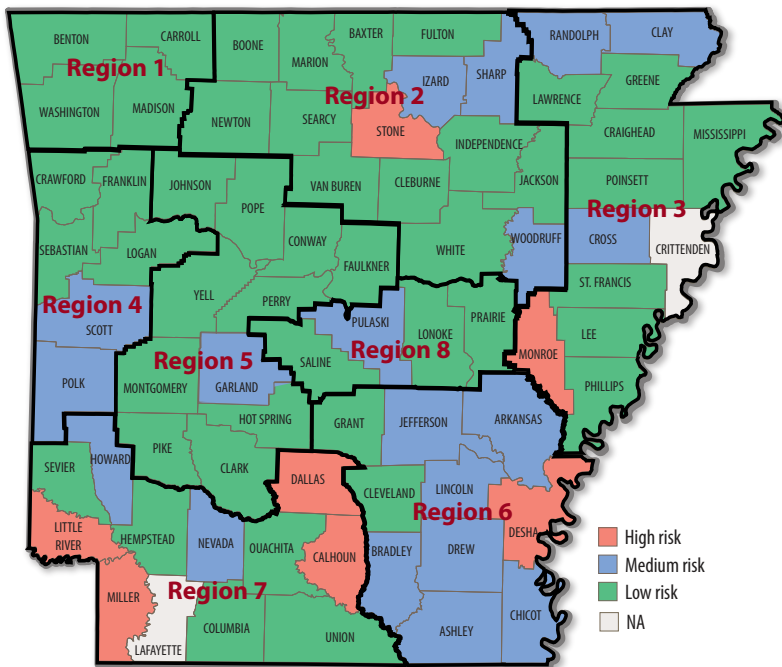 BENTON
CARROLL
BOONE
BAXTER
FULTON
RANDOLPH
CLAY
Region 1
MARION
IZARD
SHARP
Region 2
GREENE
WASHINGTON
MADISON
NEWTON
SEARCY
STONE
LAWRENCE
INDEPENDENCE
CRAIGHEAD
MISSISSIPPI
CRAWFORD
FRANKLIN
JOHNSON
POPE
VAN BUREN
CLEBURNE
JACKSON
POINSETT
Region 3
SEBASTIAN
LOGAN
CONWAY
FAULKNER
WHITE
WOODRUFF
CROSS
CRITTENDEN
Region 4
SCOTT
YELL
PERRY
PULASKI
LONOKE
PRAIRIE
ST. FRANCIS
Region 5
SALINE
Region 8
MONROE
LEE
POLK
MONTGOMERY
GARLAND
PHILLIPS
HOT SPRING
GRANT
JEFFERSON
ARKANSAS
SEVIER
HOWARD
PIKE
CLARK
DALLAS
CLEVELAND
LINCOLN
Region 6
DESHA
LITTLE
RIVER
HEMPSTEAD
NEVADA
OUACHITA
CALHOUN
BRADLEY
DREW
Region 7
MILLER
LAFAYETTE
COLUMBIA
UNION
ASHLEY
CHICOT
High risk
Medium risk
Low risk
NA